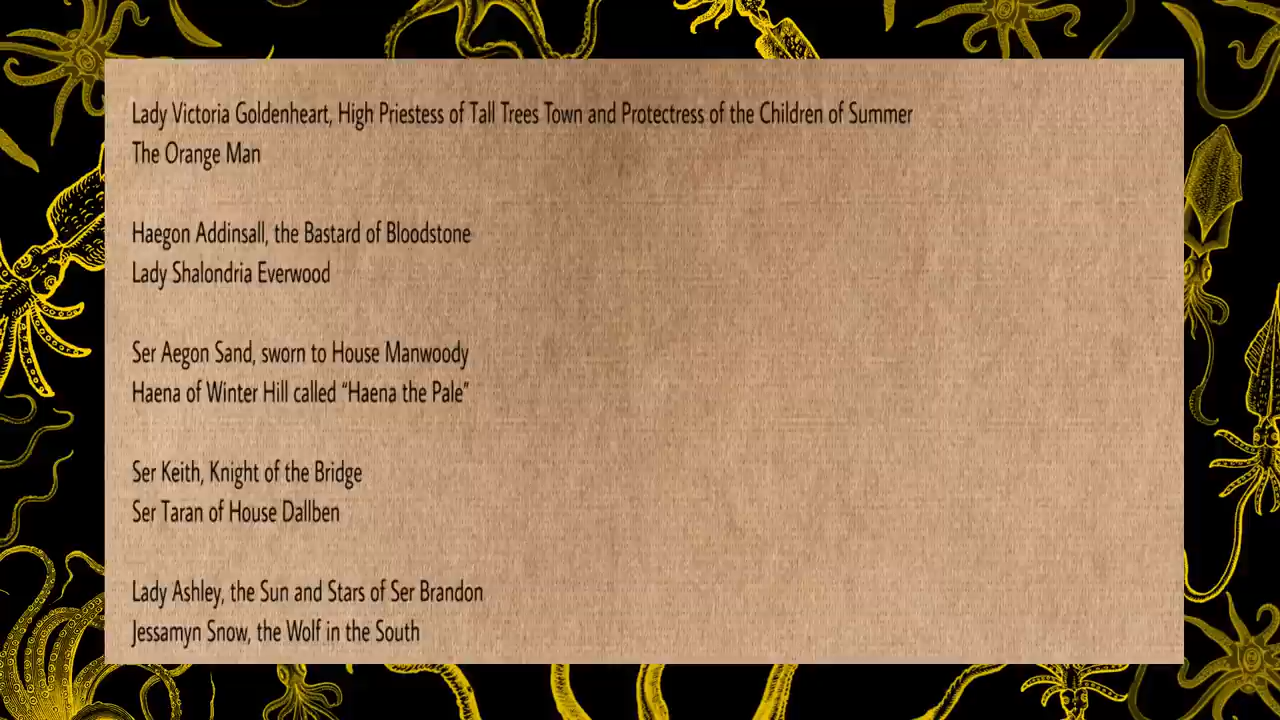 Lady Victoria Goldenheart, High Priestess of Tall Trees Town and Protectress of the Children of Summer
The Orange Man
Haegon Addinsall, the Bastard of Bloodstone
Lady Shalondria Everwood
Ser Aegon Sand, sworn to House Manwoody
Haena of Winter Hill called “Haena the Pale”
Ser Keith, Knight of the Bridge
Ser Taran of House Dallben
Lady Ashley, the Sun and Stars of Ser Brandon
Jessamyn Snow, the Wolf in the South